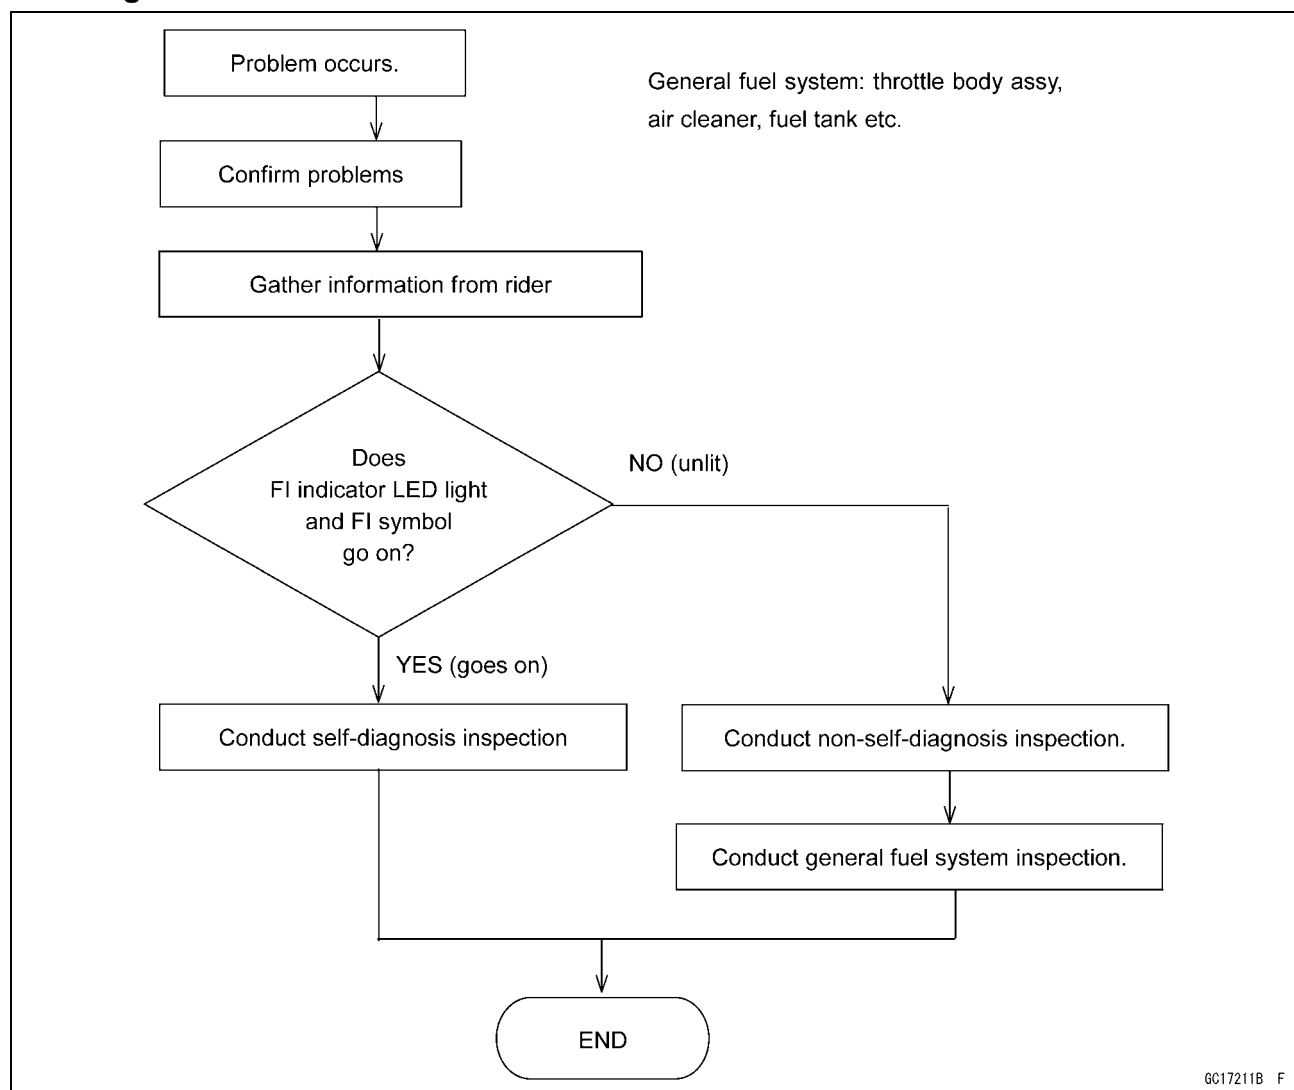 Problem occurs.
General fuel system: throttle body assy,
air cleaner, fuel tank etc.
Confirm problems
Gather information from rider
Does
FI indicator LED light
and FI symbol
go on?
NO (unlit)
YES (goes on)
Conduct self-diagnosis inspection
Conduct non-self-diagnosis inspection.
Conduct general fuel system inspection.
END
GC17211B F